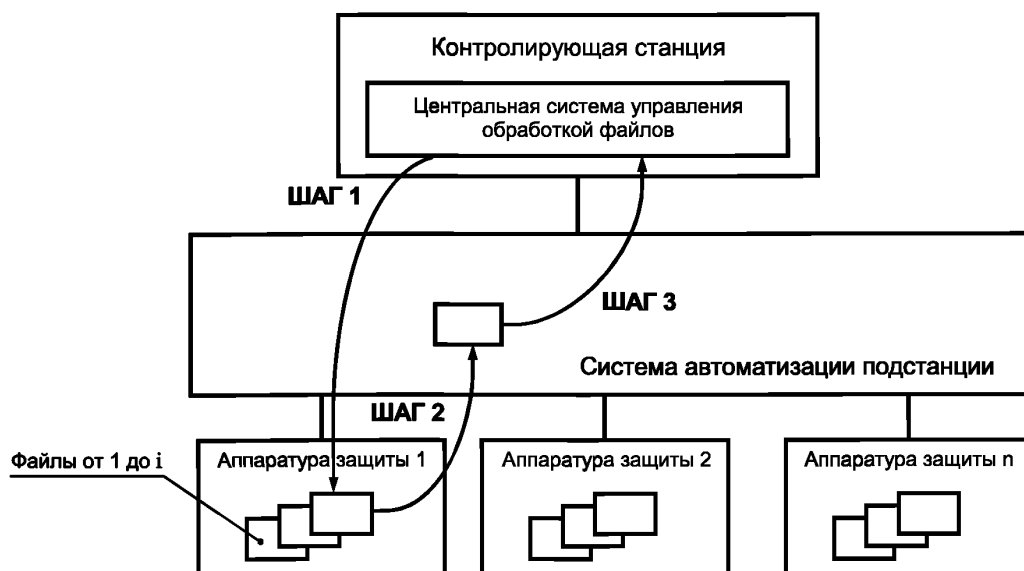 Контролирующая станция
Центральная система управления
обработкой файлов
ШАГ 1
ШАГ 3
Система автоматизации подстанции
ШАГ 2
Файлы от 1 до i
Аппаратура защиты 1
Аппаратура защиты 2
Аппаратура защиты n